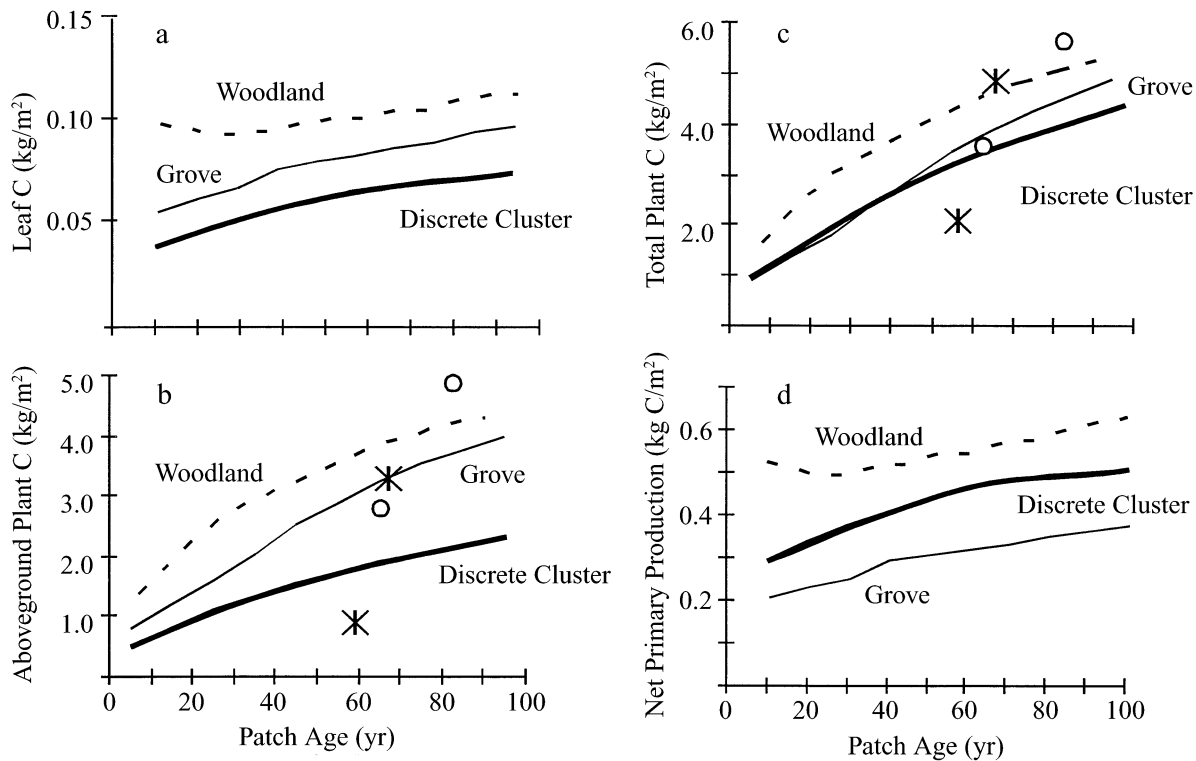 a
0.15
0.10
0.05
Leaf C (kg/m²)
Woodland
Grove
Discrete Cluster
c
6.0
4.0
2.0
Total Plant C (kg/m²)
Woodland
Grove
Discrete Cluster
b
5.0
4.0
3.0
2.0
1.0
Aboveground Plant C (kg/m²)
Woodland
Grove
Discrete Cluster
0 20 40 60 80 100
Patch Age (yr)
d
0.6
0.4
0.2
Net Primary Production (kg C/m²)
Woodland
Discrete Cluster
Grove
0 20 40 60 80 100
Patch Age (yr)